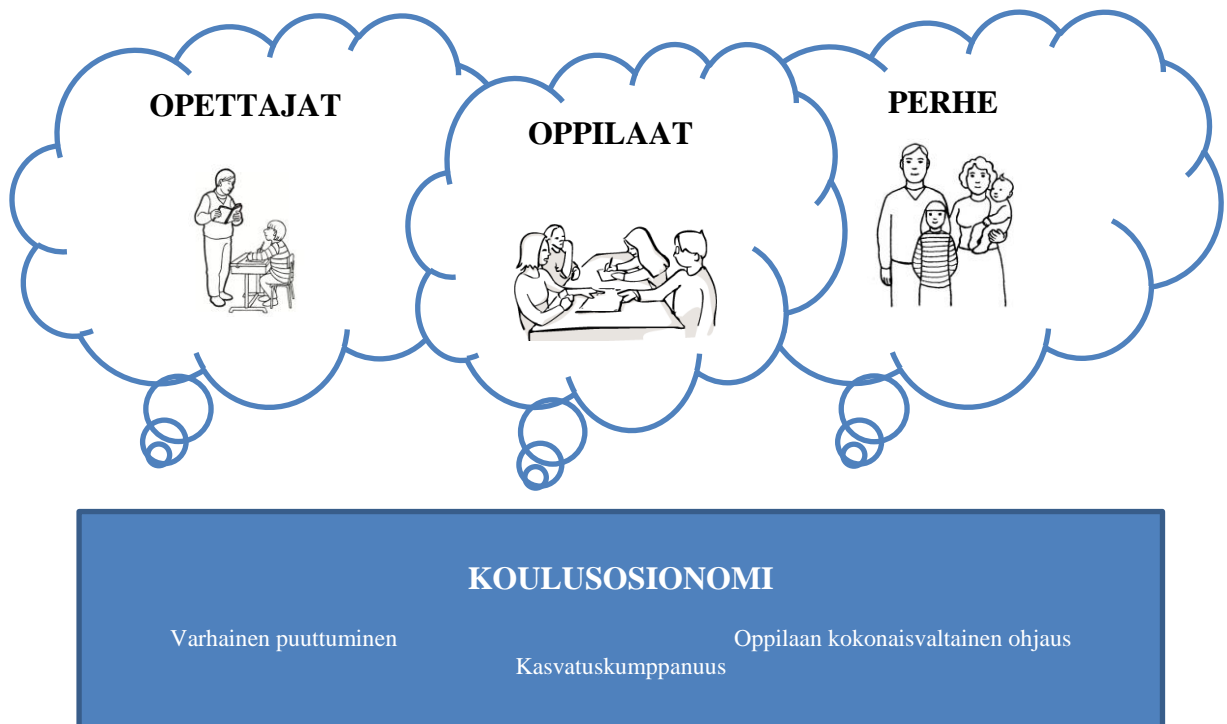 OPETTAJAT
OPPILAAT
PERHE
KOULUSOSIONOMI
Varhainen puuttuminen
Oppilaan kokonaisvaltainen ohjaus
Kasvatuskumppanuus